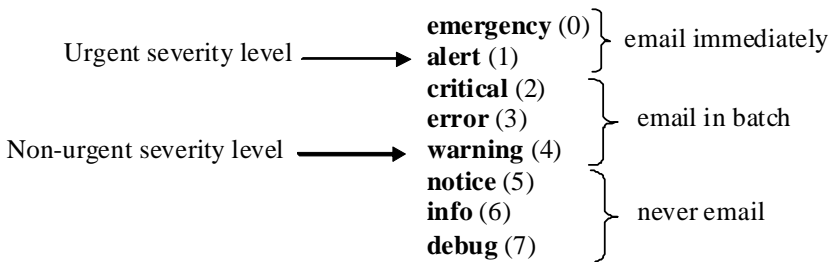 emergency (0)
email immediately
Urgent severity level
alert (1)
critical (2)
error (3)
email in batch
Non-urgent severity level
warning (4)
notice (5)
info (6)
never email
debug (7)